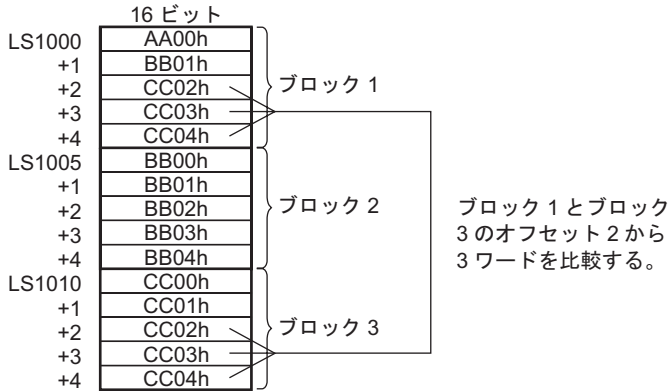 16 ビット
LS1000 AA00h
+1 BB01h
+2 CC02h
+3 CC03h
+4 CC04h
ブロック 1
LS1005 BB00h
+1 BB01h
+2 BB02h
+3 BB03h
+4 BB04h
ブロック 2
LS1010 CC00h
+1 CC01h
+2 CC02h
+3 CC03h
+4 CC04h
ブロック 3
ブロック 1 とブロック
3 のオフセット 2 から
3 ワードを比較する。